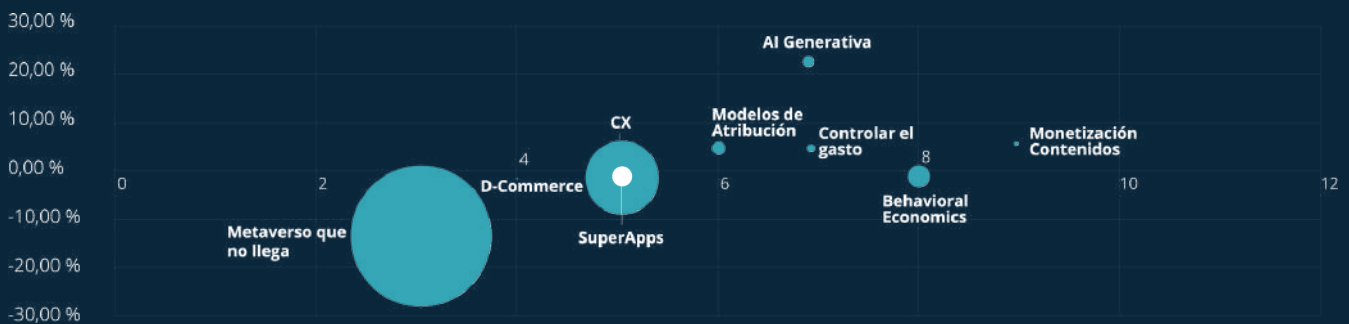 30,00 %
20,00 %
10,00 %
0,00 %
-10,00 %
-20,00 %
-30,00 %
0
2
4
6
8
10
12
AI Generativa
CX
Modelos de
Atribución
Controlar el
gasto
Monetización
Contenidos
D-Commerce
Behavioral
Economics
Metaverso que
no llega
SuperApps